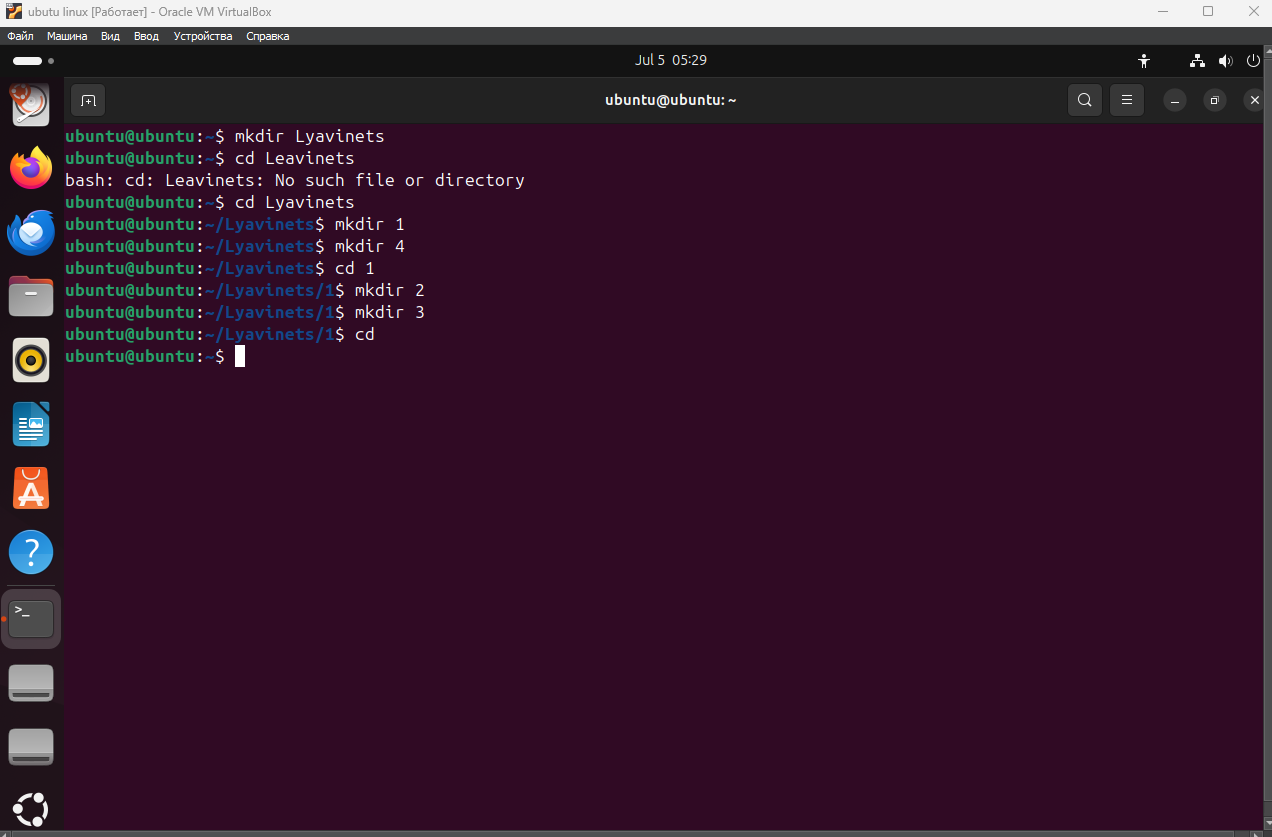 ubutu linux [Работает] - Oracle VM VirtualBox
Файл Машина Вид Ввод Устройства Справка
Jul 5 05:29
ubuntu@ubuntu: ~
ubuntu@ubuntu:~$ mkdir Lyavinets
ubuntu@ubuntu:~$ cd Leavinets
bash: cd: Leavinets: No such file or directory
ubuntu@ubuntu:~$ cd Lyavinets
ubuntu@ubuntu:~/Lyavinets$ mkdir 1
ubuntu@ubuntu:~/Lyavinets$ mkdir 4
ubuntu@ubuntu:~/Lyavinets$ cd 1
ubuntu@ubuntu:~/Lyavinets/1$ mkdir 2
ubuntu@ubuntu:~/Lyavinets/1$ mkdir 3
ubuntu@ubuntu:~/Lyavinets/1$ cd
ubuntu@ubuntu:~$